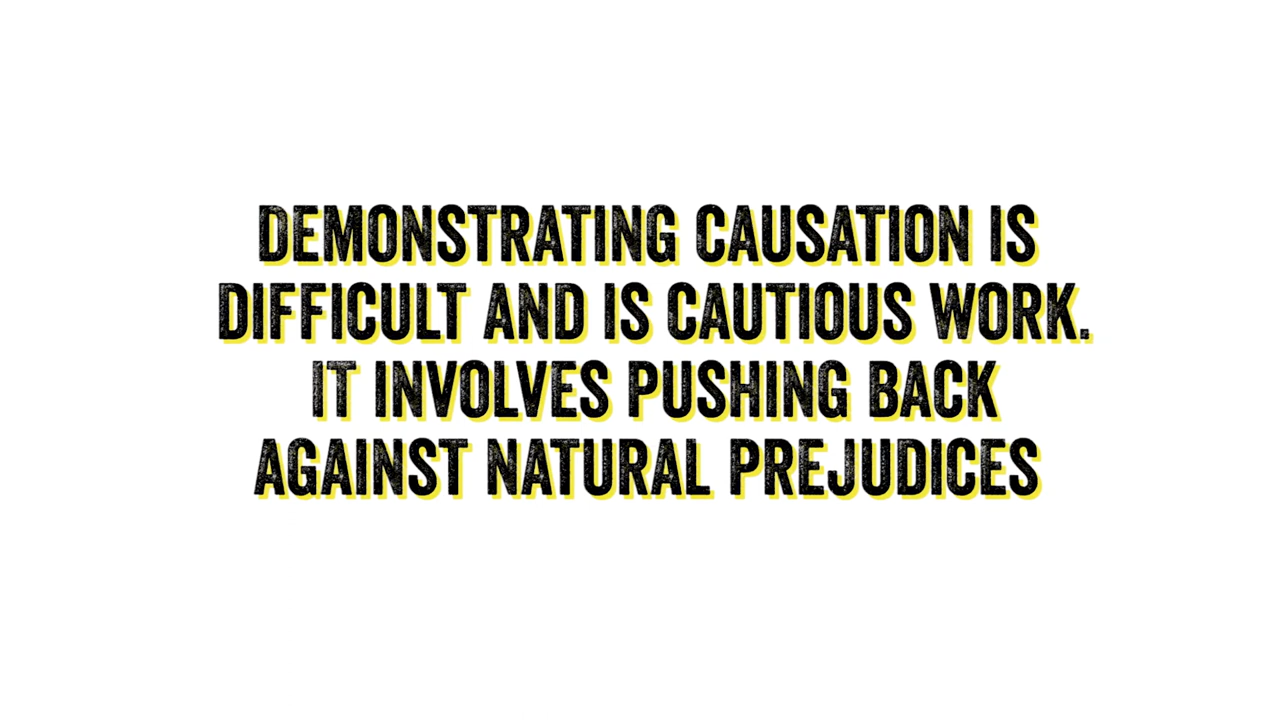 DEMONSTRATING CAUSATION IS
DIFFICULT AND IS CAUTIOUS WORK.
IT INVOLVES PUSHING BACK
AGAINST NATURAL PREJUDICES